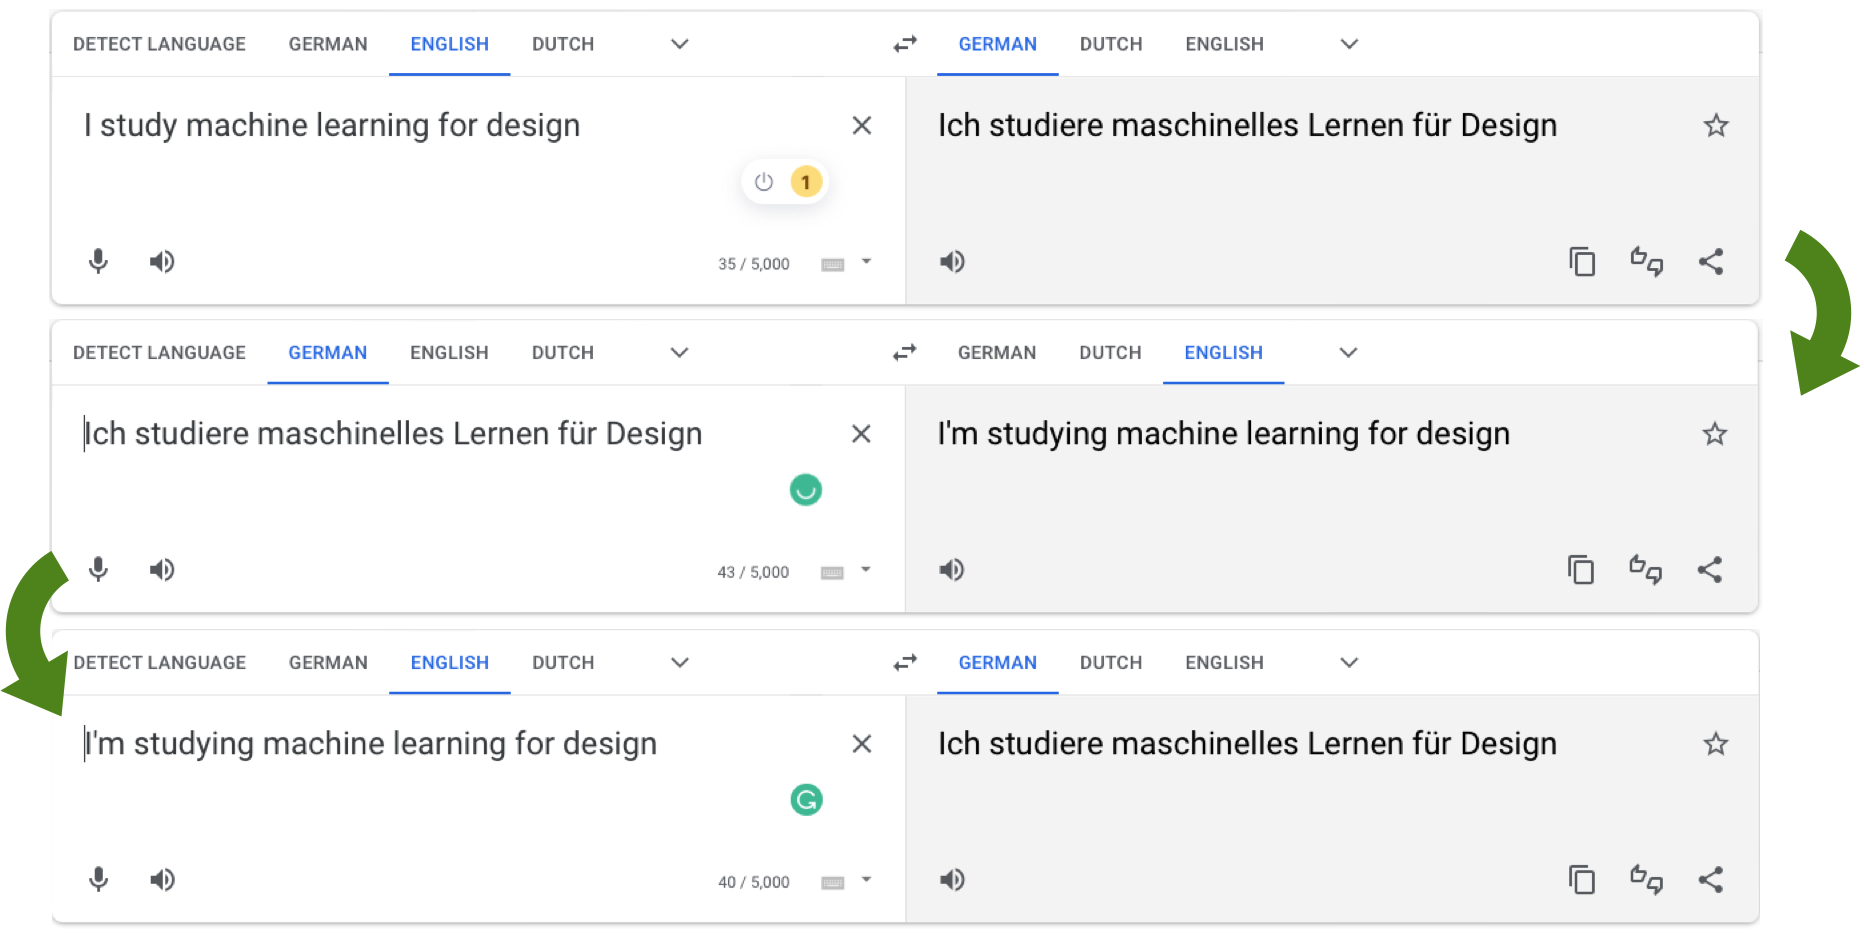 DETECT LANGUAGE GERMAN ENGLISH DUTCH GERMAN DUTCH ENGLISH
I study machine learning for design
Ich studiere maschinelles Lernen für Design
1
35 / 5,000
DETECT LANGUAGE GERMAN ENGLISH DUTCH GERMAN DUTCH ENGLISH
Ich studiere maschinelles Lernen für Design
I'm studying machine learning for design
43 / 5,000
DETECT LANGUAGE GERMAN ENGLISH DUTCH GERMAN DUTCH ENGLISH
I'm studying machine learning for design
Ich studiere maschinelles Lernen für Design
40 / 5,000